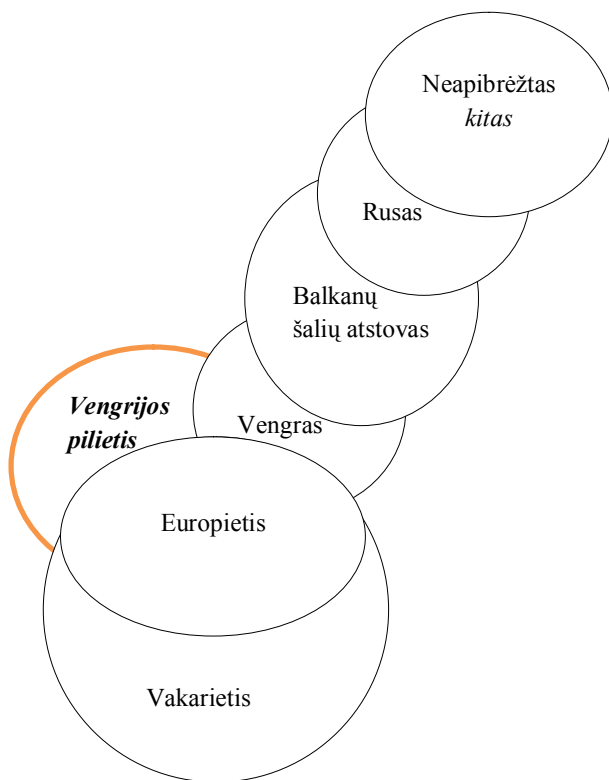 Neapibrėžtas
kitas
Rusas
Balkanų
šalių atstovas
Vengrijos
pilietis
Vengras
Europietis
Vakarietis